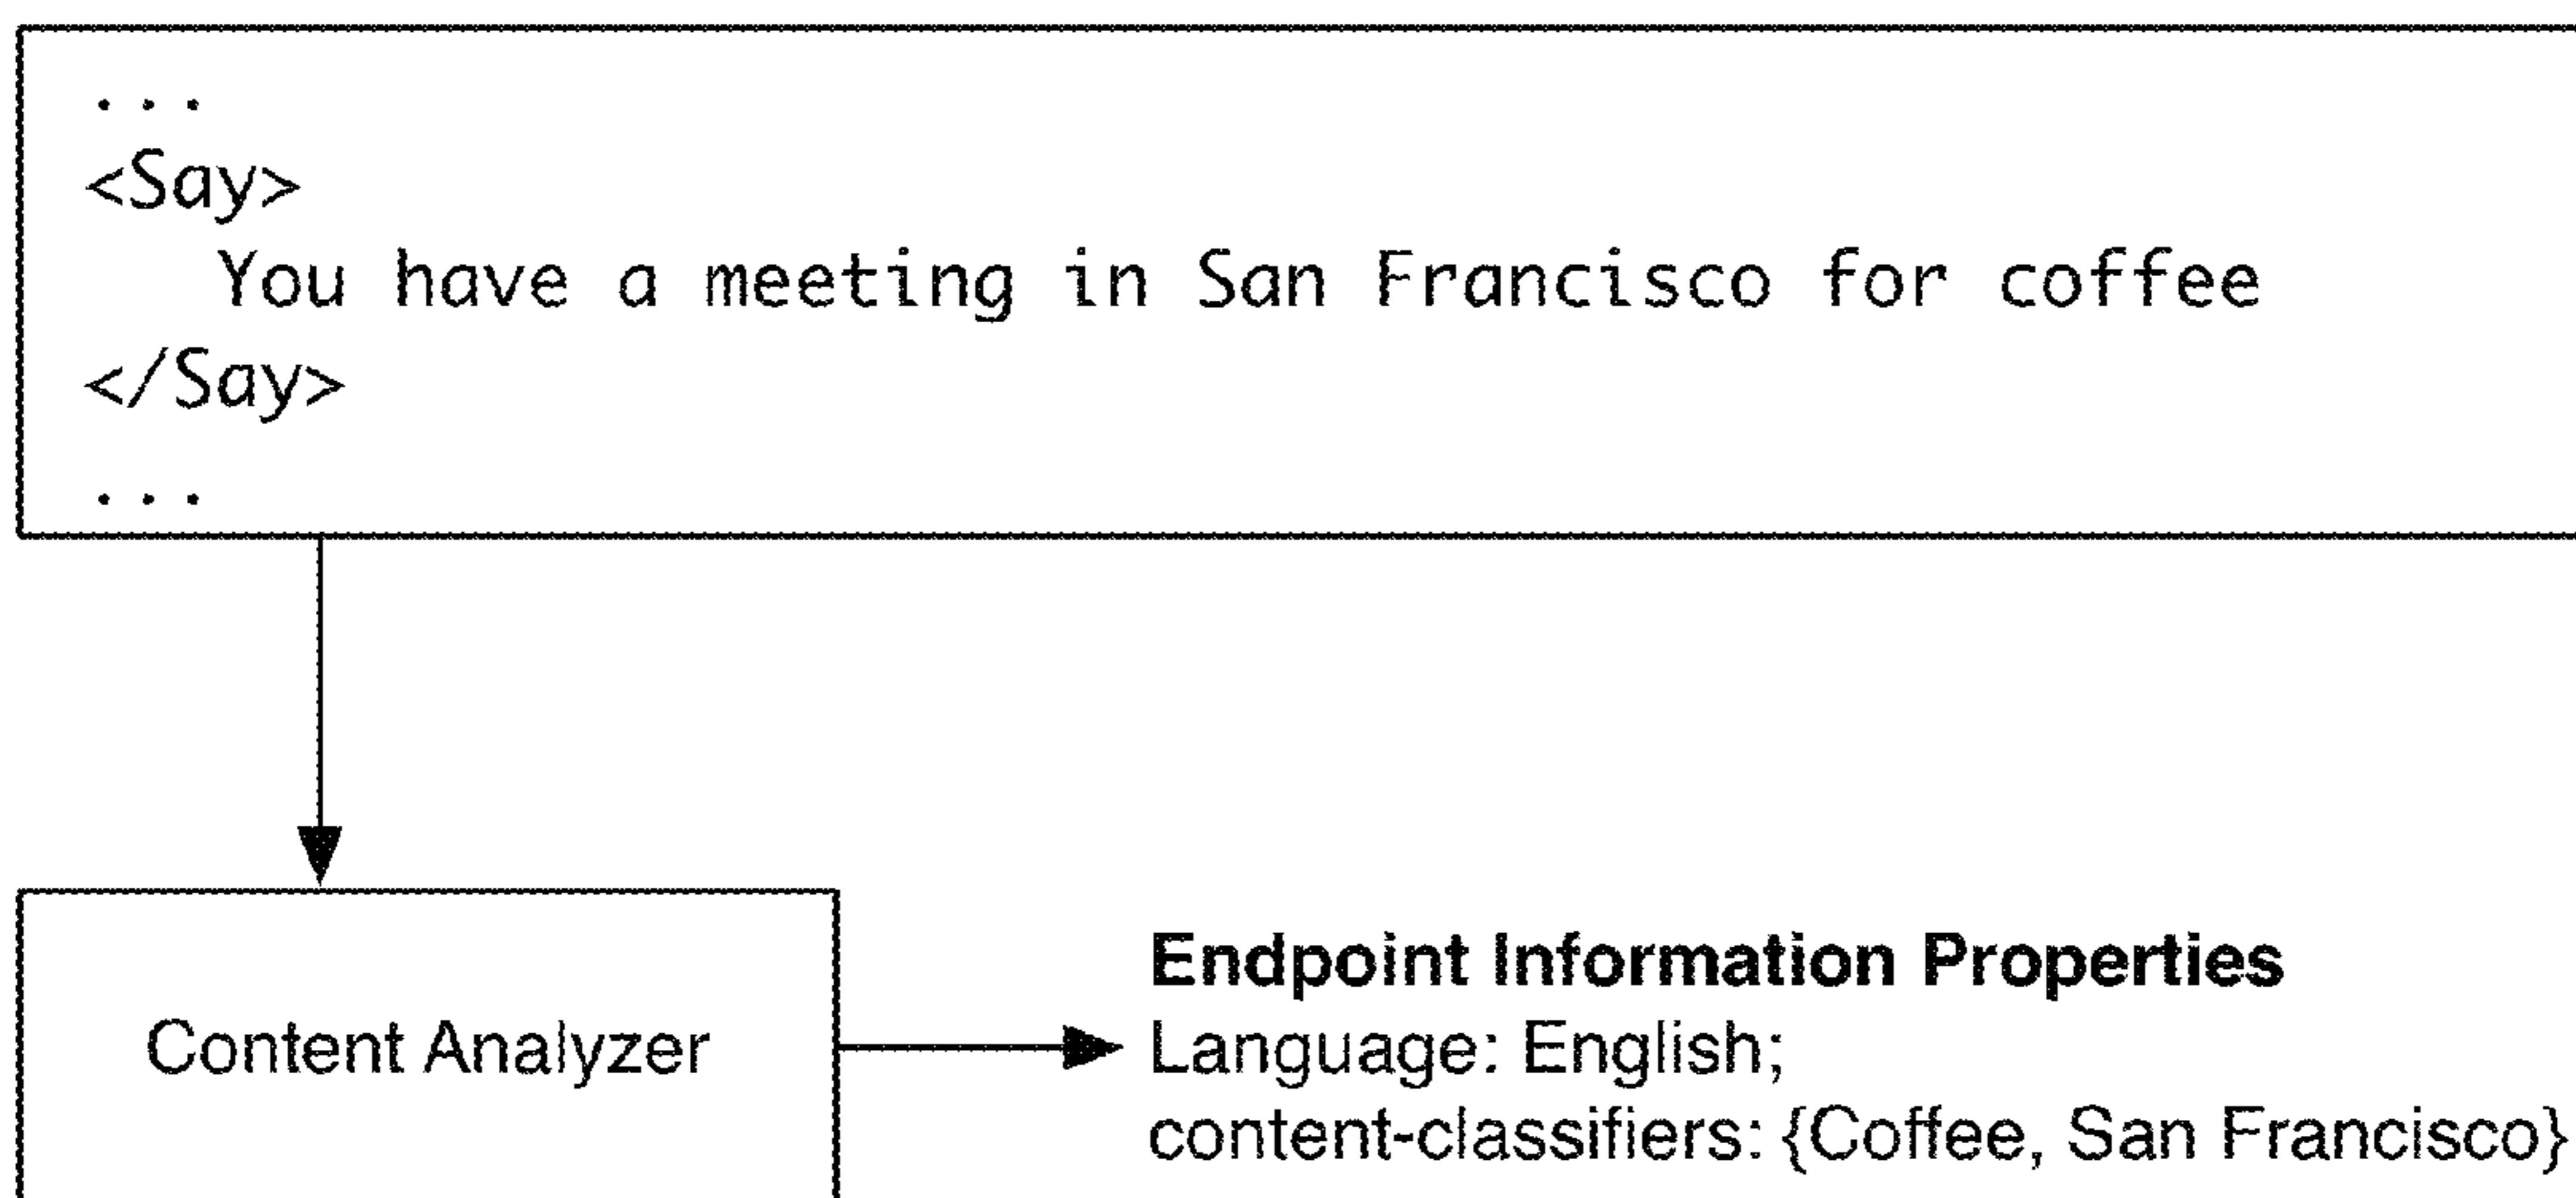 ...
<Say>
You have a meeting in San Francisco for coffee
</Say>
...
Content Analyzer
Endpoint Information Properties
Language: English;
content-classifiers: {Coffee, San Francisco}